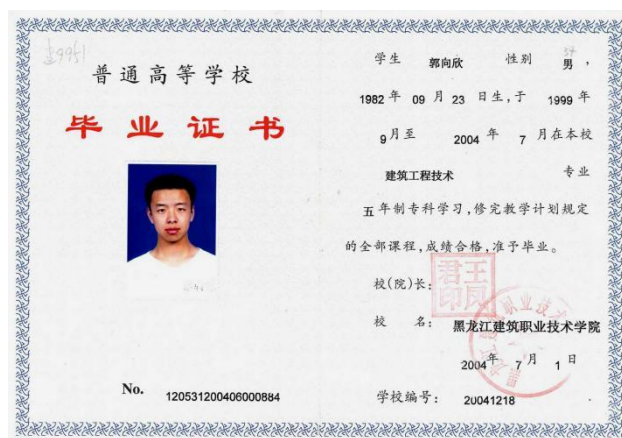 普通高等学校
毕业证书
No. 120531200406000884
学生 郭向欣 性别 男，
1982 年 09 月 23 日生，于 1999 年
9 月至 2004 年 7 月在本校
建筑工程技术 专业
五 年制专科学习，修完教学计划规定
的全部课程，成绩合格，准予毕业。
校(院)长：
王凤君印
校 名： 黑龙江建筑职业技术学院
2004 年 7 月 1 日
学校编号： 20041218